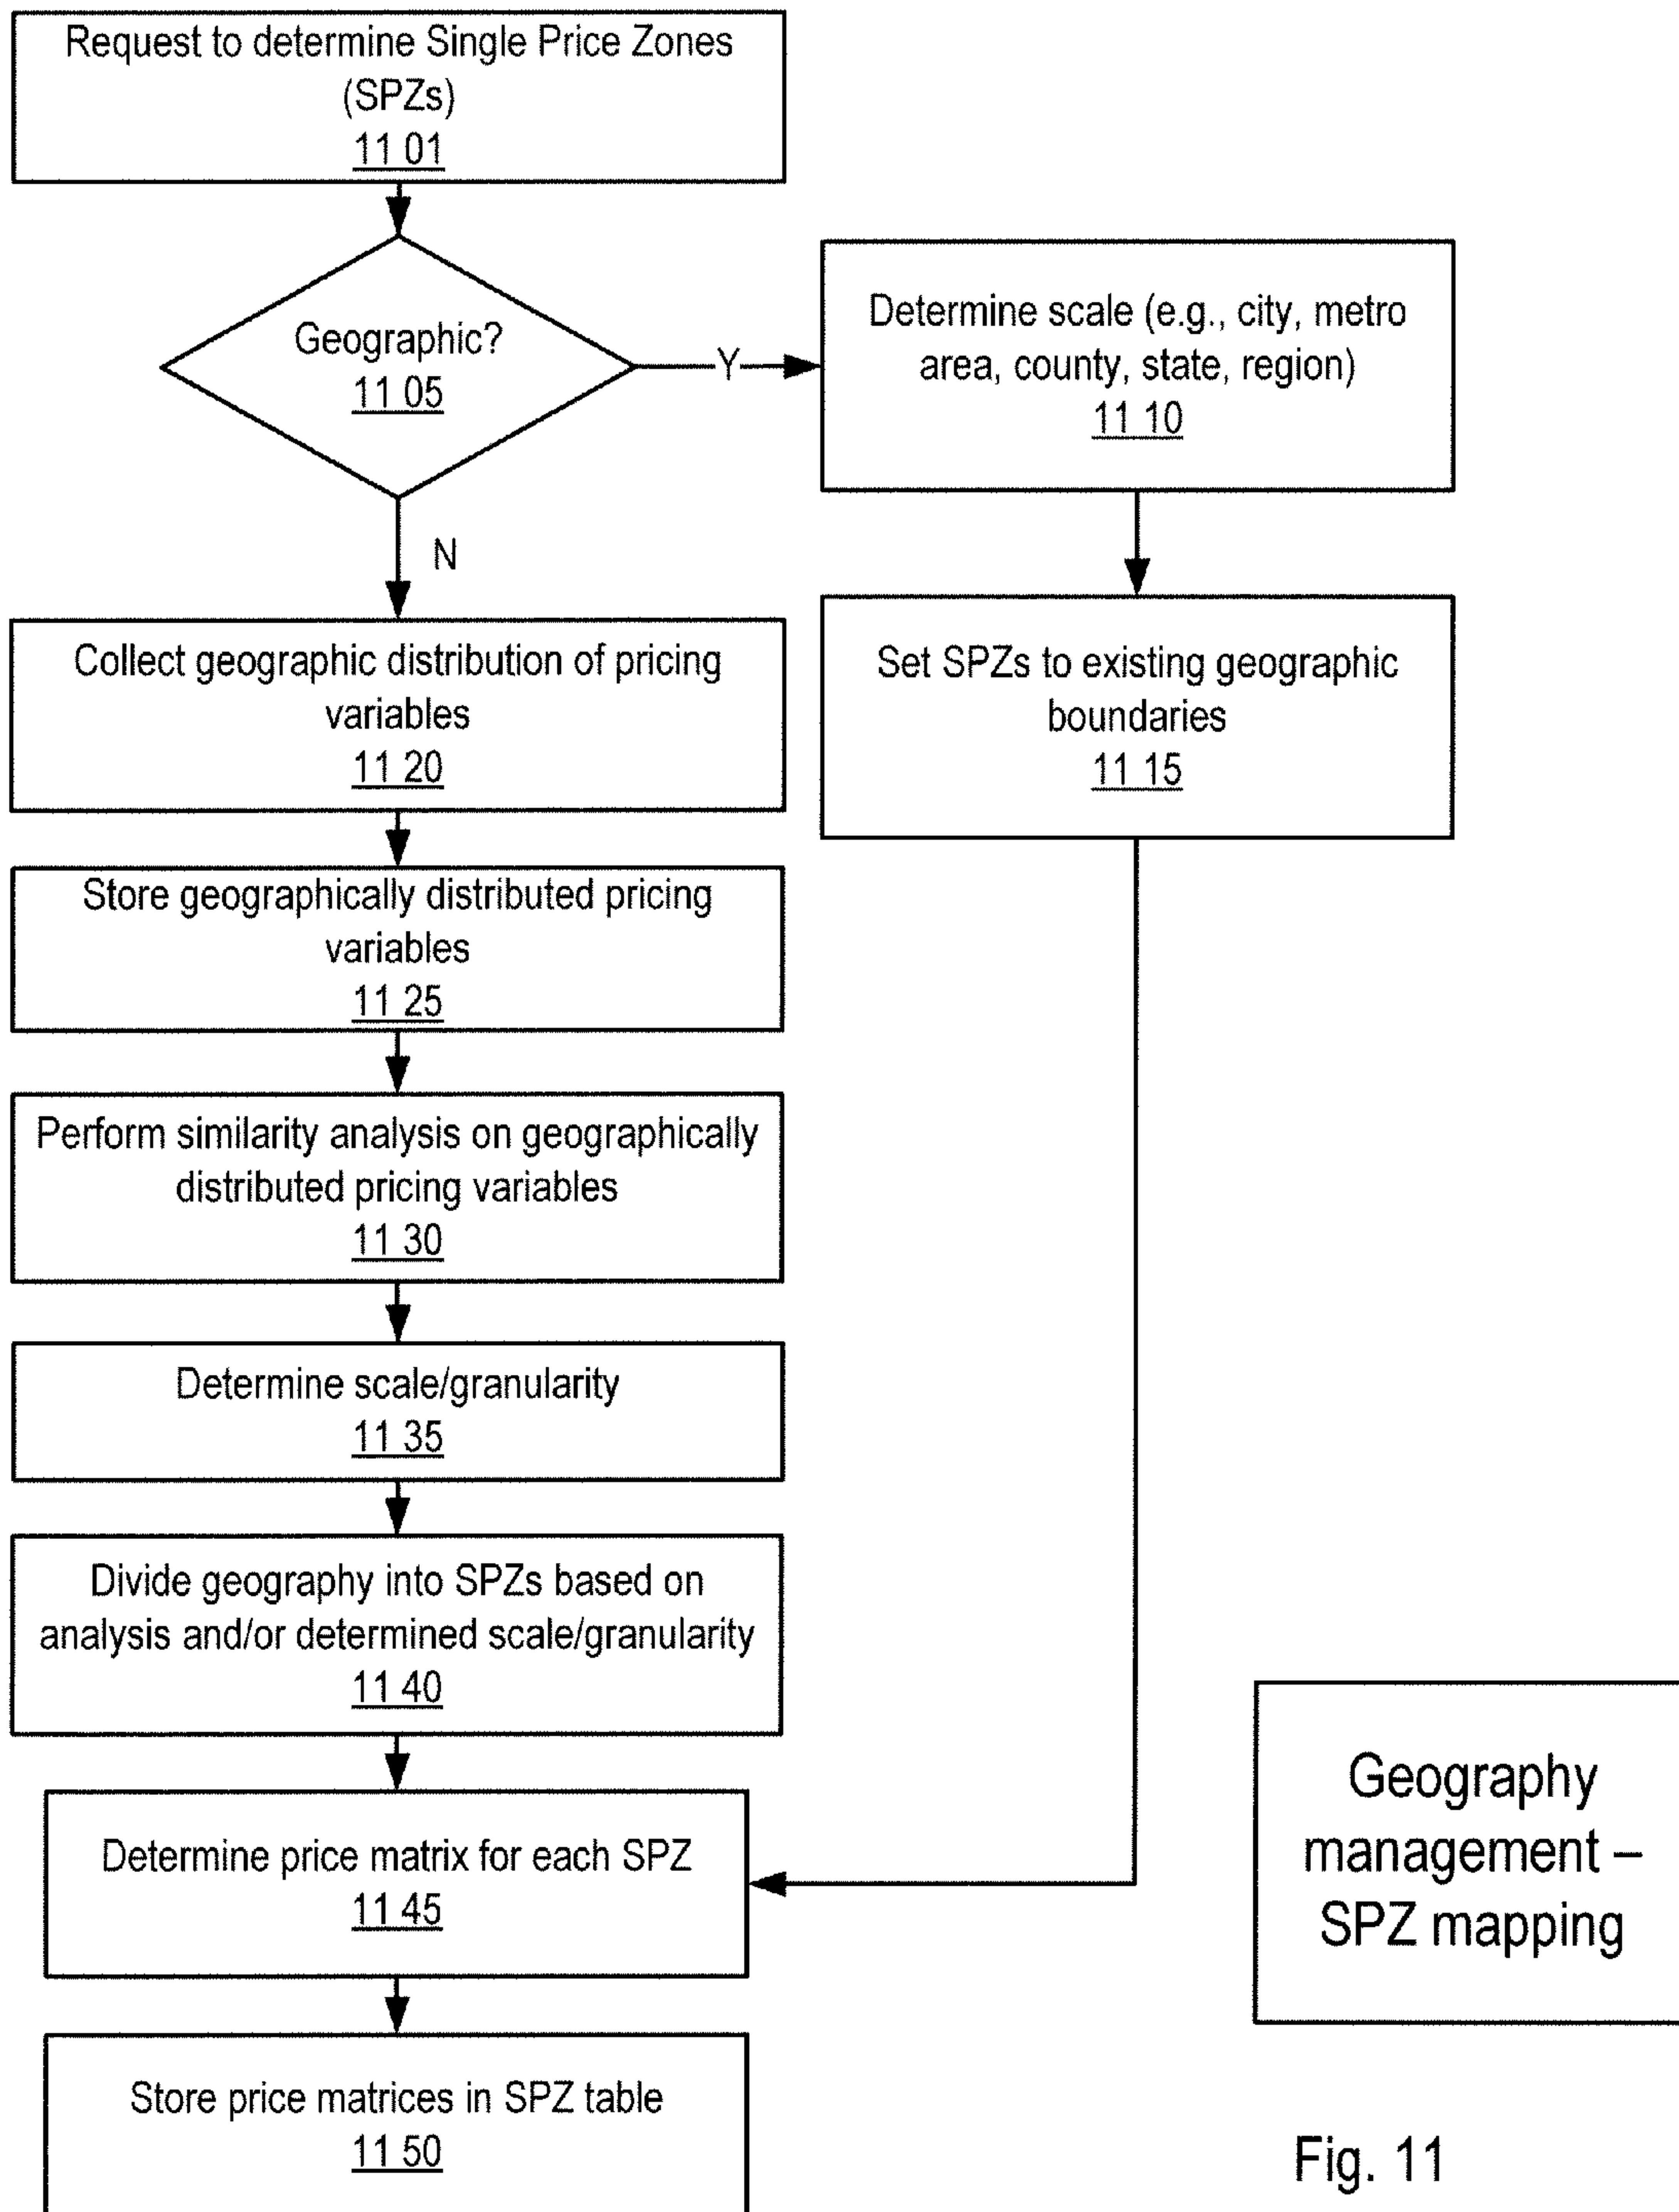 Request to determine Single Price Zones
(SPZs)
11 01
Geographic?
11 05
Y
Determine scale (e.g., city, metro
area, county, state, region)
11 10
N
Collect geographic distribution of pricing
variables
11 20
Set SPZs to existing geographic
boundaries
11 15
Store geographically distributed pricing
variables
11 25
Perform similarity analysis on geographically
distributed pricing variables
11 30
Determine scale/granularity
11 35
Divide geography into SPZs based on
analysis and/or determined scale/granularity
11 40
Determine price matrix for each SPZ
11 45
Store price matrices in SPZ table
11 50
Geography
management –
SPZ mapping
Fig. 11